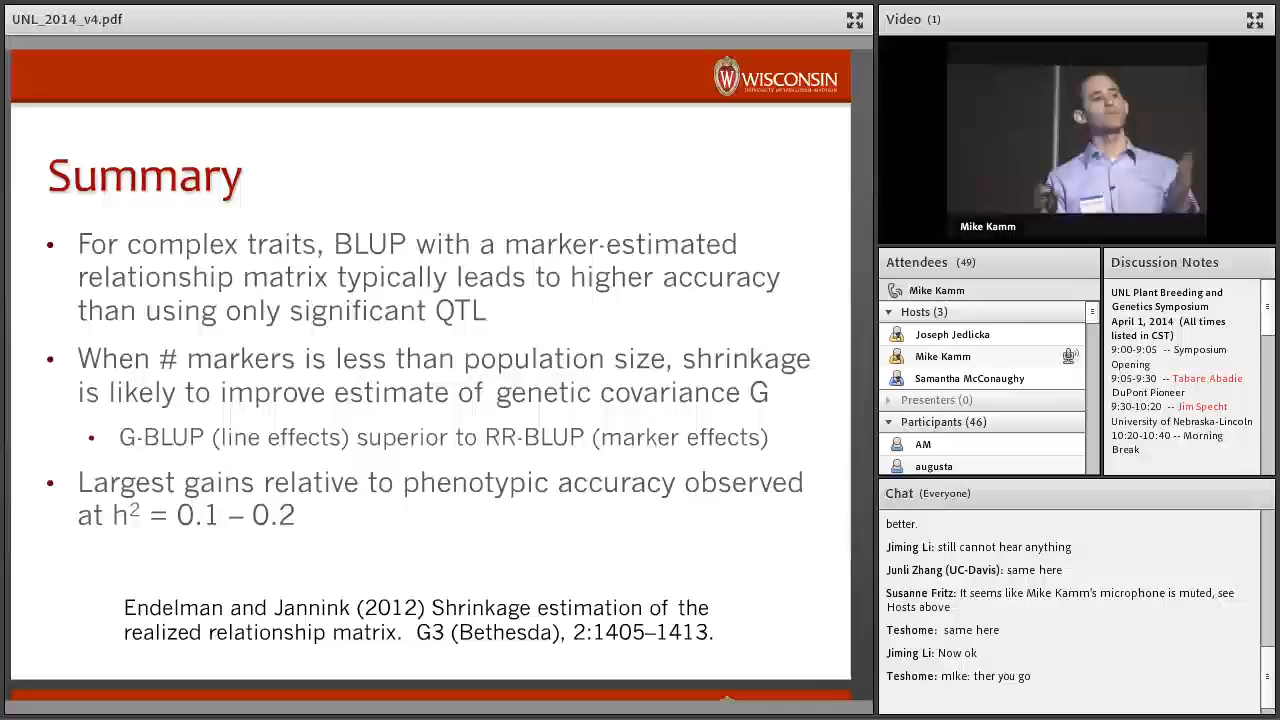 UNL_2014_v4.pdf
WISCONSIN
UNIVERSITY OF WISCONSIN-MADISON
Summary
• For complex traits, BLUP with a marker-estimated
relationship matrix typically leads to higher accuracy
than using only significant QTL
• When # markers is less than population size, shrinkage
is likely to improve estimate of genetic covariance G
• G-BLUP (line effects) superior to RR-BLUP (marker effects)
• Largest gains relative to phenotypic accuracy observed
at h² = 0.1 – 0.2
Endelman and Jannink (2012) Shrinkage estimation of the
realized relationship matrix. G3 (Bethesda), 2:1405–1413.
Video (1)
Mike Kamm
Attendees (49)
Mike Kamm
Hosts (3)
Joseph Jedlicka
Mike Kamm
Samantha McConaughy
Presenters (0)
Participants (46)
AM
augusta
Discussion Notes
UNL Plant Breeding and
Genetics Symposium
April 1, 2014 (All times
listed in CST)
9:00-9:05 -- Symposium
Opening
9:05-9:30 -- Tabare Abadie
DuPont Pioneer
9:30-10:20 -- Jim Specht
University of Nebraska-Lincoln
10:20-10:40 -- Morning
Break
Chat (Everyone)
better.
Jiming Li: still cannot hear anything
Junli Zhang (UC-Davis): same here
Susanne Fritz: It seems like Mike Kamm's microphone is muted, see
Hosts above
Teshome: same here
Jiming Li: Now ok
Teshome: mIke: ther you go